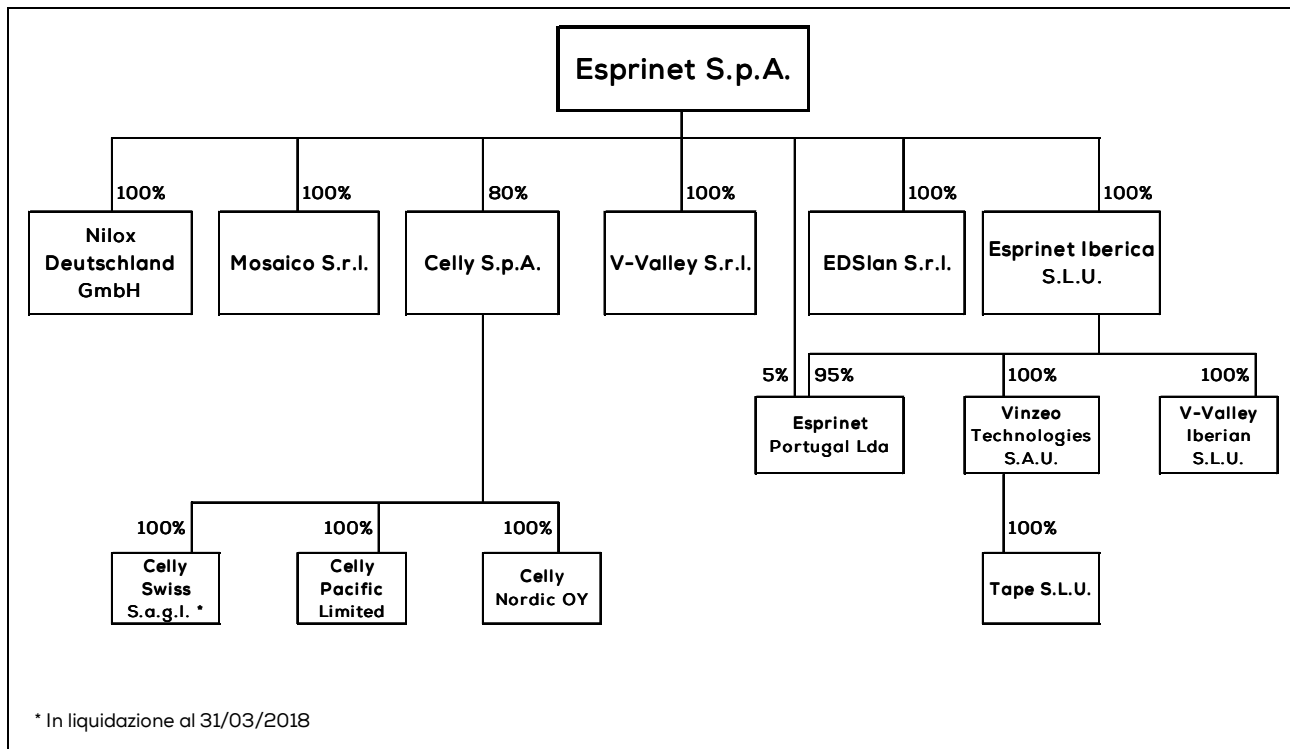 Esprinet S.p.A.
100%
100%
80%
100%
100%
100%
Nilox
Deutschland
GmbH
Mosaico S.r.l.
Celly S.p.A.
V-Valley S.r.l.
EDSlan S.r.l.
Esprinet Iberica
S.L.U.
5%
95%
100%
100%
Esprinet
Portugal Lda
Vinzeo
Technologies
S.A.U.
V-Valley
Iberian
S.L.U.
100%
100%
100%
100%
Celly
Swiss
S.a.g.l. *
Celly
Pacific
Limited
Celly
Nordic OY
Tape S.L.U.
* In liquidazione al 31/03/2018